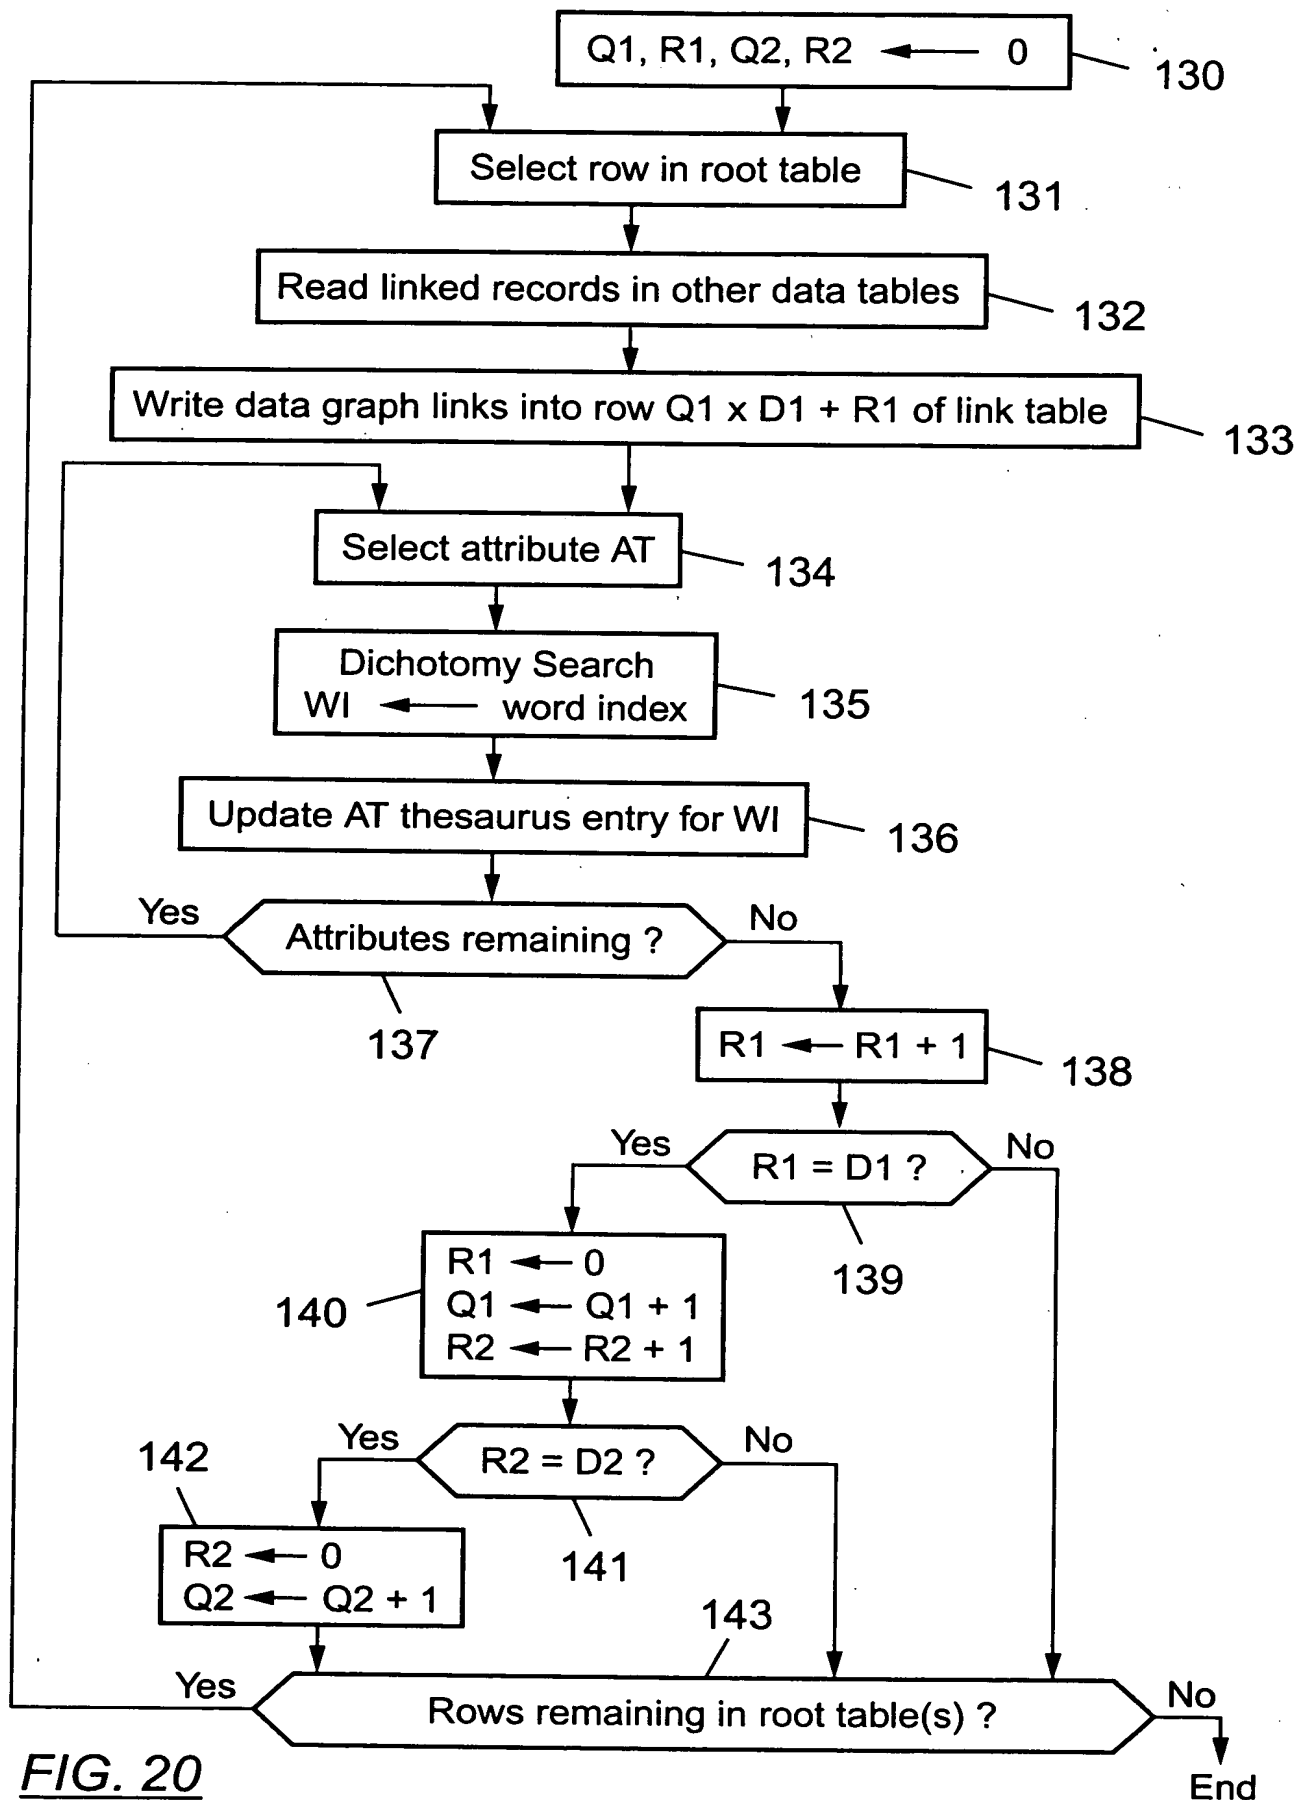 Q1, R1, Q2, R2 ← 0
130
Select row in root table
131
Read linked records in other data tables
132
Write data graph links into row Q1 x D1 + R1 of link table
133
Select attribute AT
134
Dichotomy Search
WI ← word index
135
Update AT thesaurus entry for WI
136
Yes
Attributes remaining ?
No
137
R1 ← R1 + 1
138
Yes
R1 = D1 ?
No
139
R1 ← 0
Q1 ← Q1 + 1
R2 ← R2 + 1
140
Yes
R2 = D2 ?
No
141
142
R2 ← 0
Q2 ← Q2 + 1
143
Yes
Rows remaining in root table(s) ?
No
End
FIG. 20